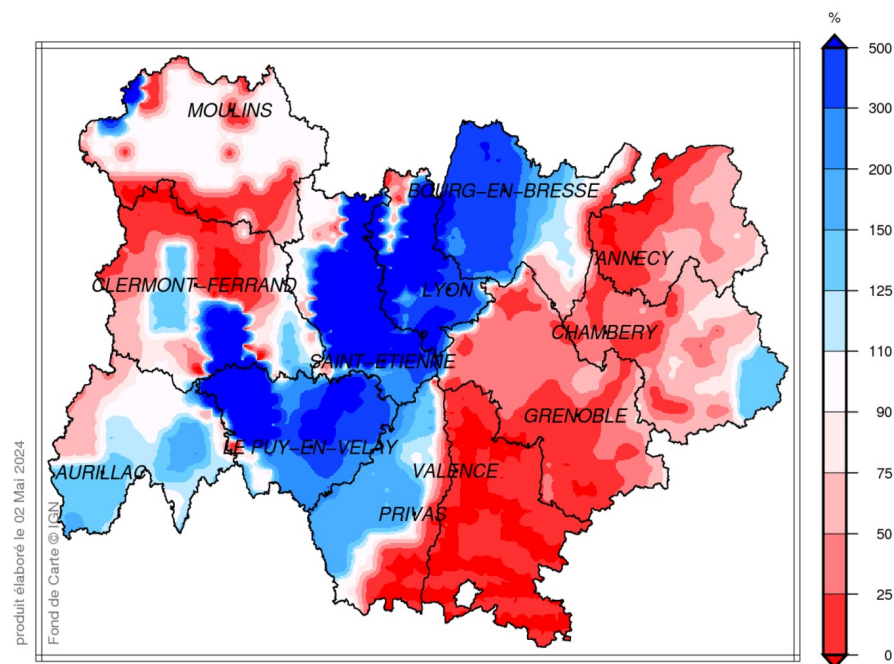 %
500
300
200
150
125
110
90
75
50
25
0
MOULINS
BOURG-EN-BRESSE
ANNECY
CLERMONT-FERRAND
LYON
CHAMBERY
SAINT-ETIENNE
GRENOBLE
LE PUY-EN-VELAY
AURILLAC
VALENCE
PRIVAS
produit élaboré le 02 Mai 2024
Fond de Carte © IGN